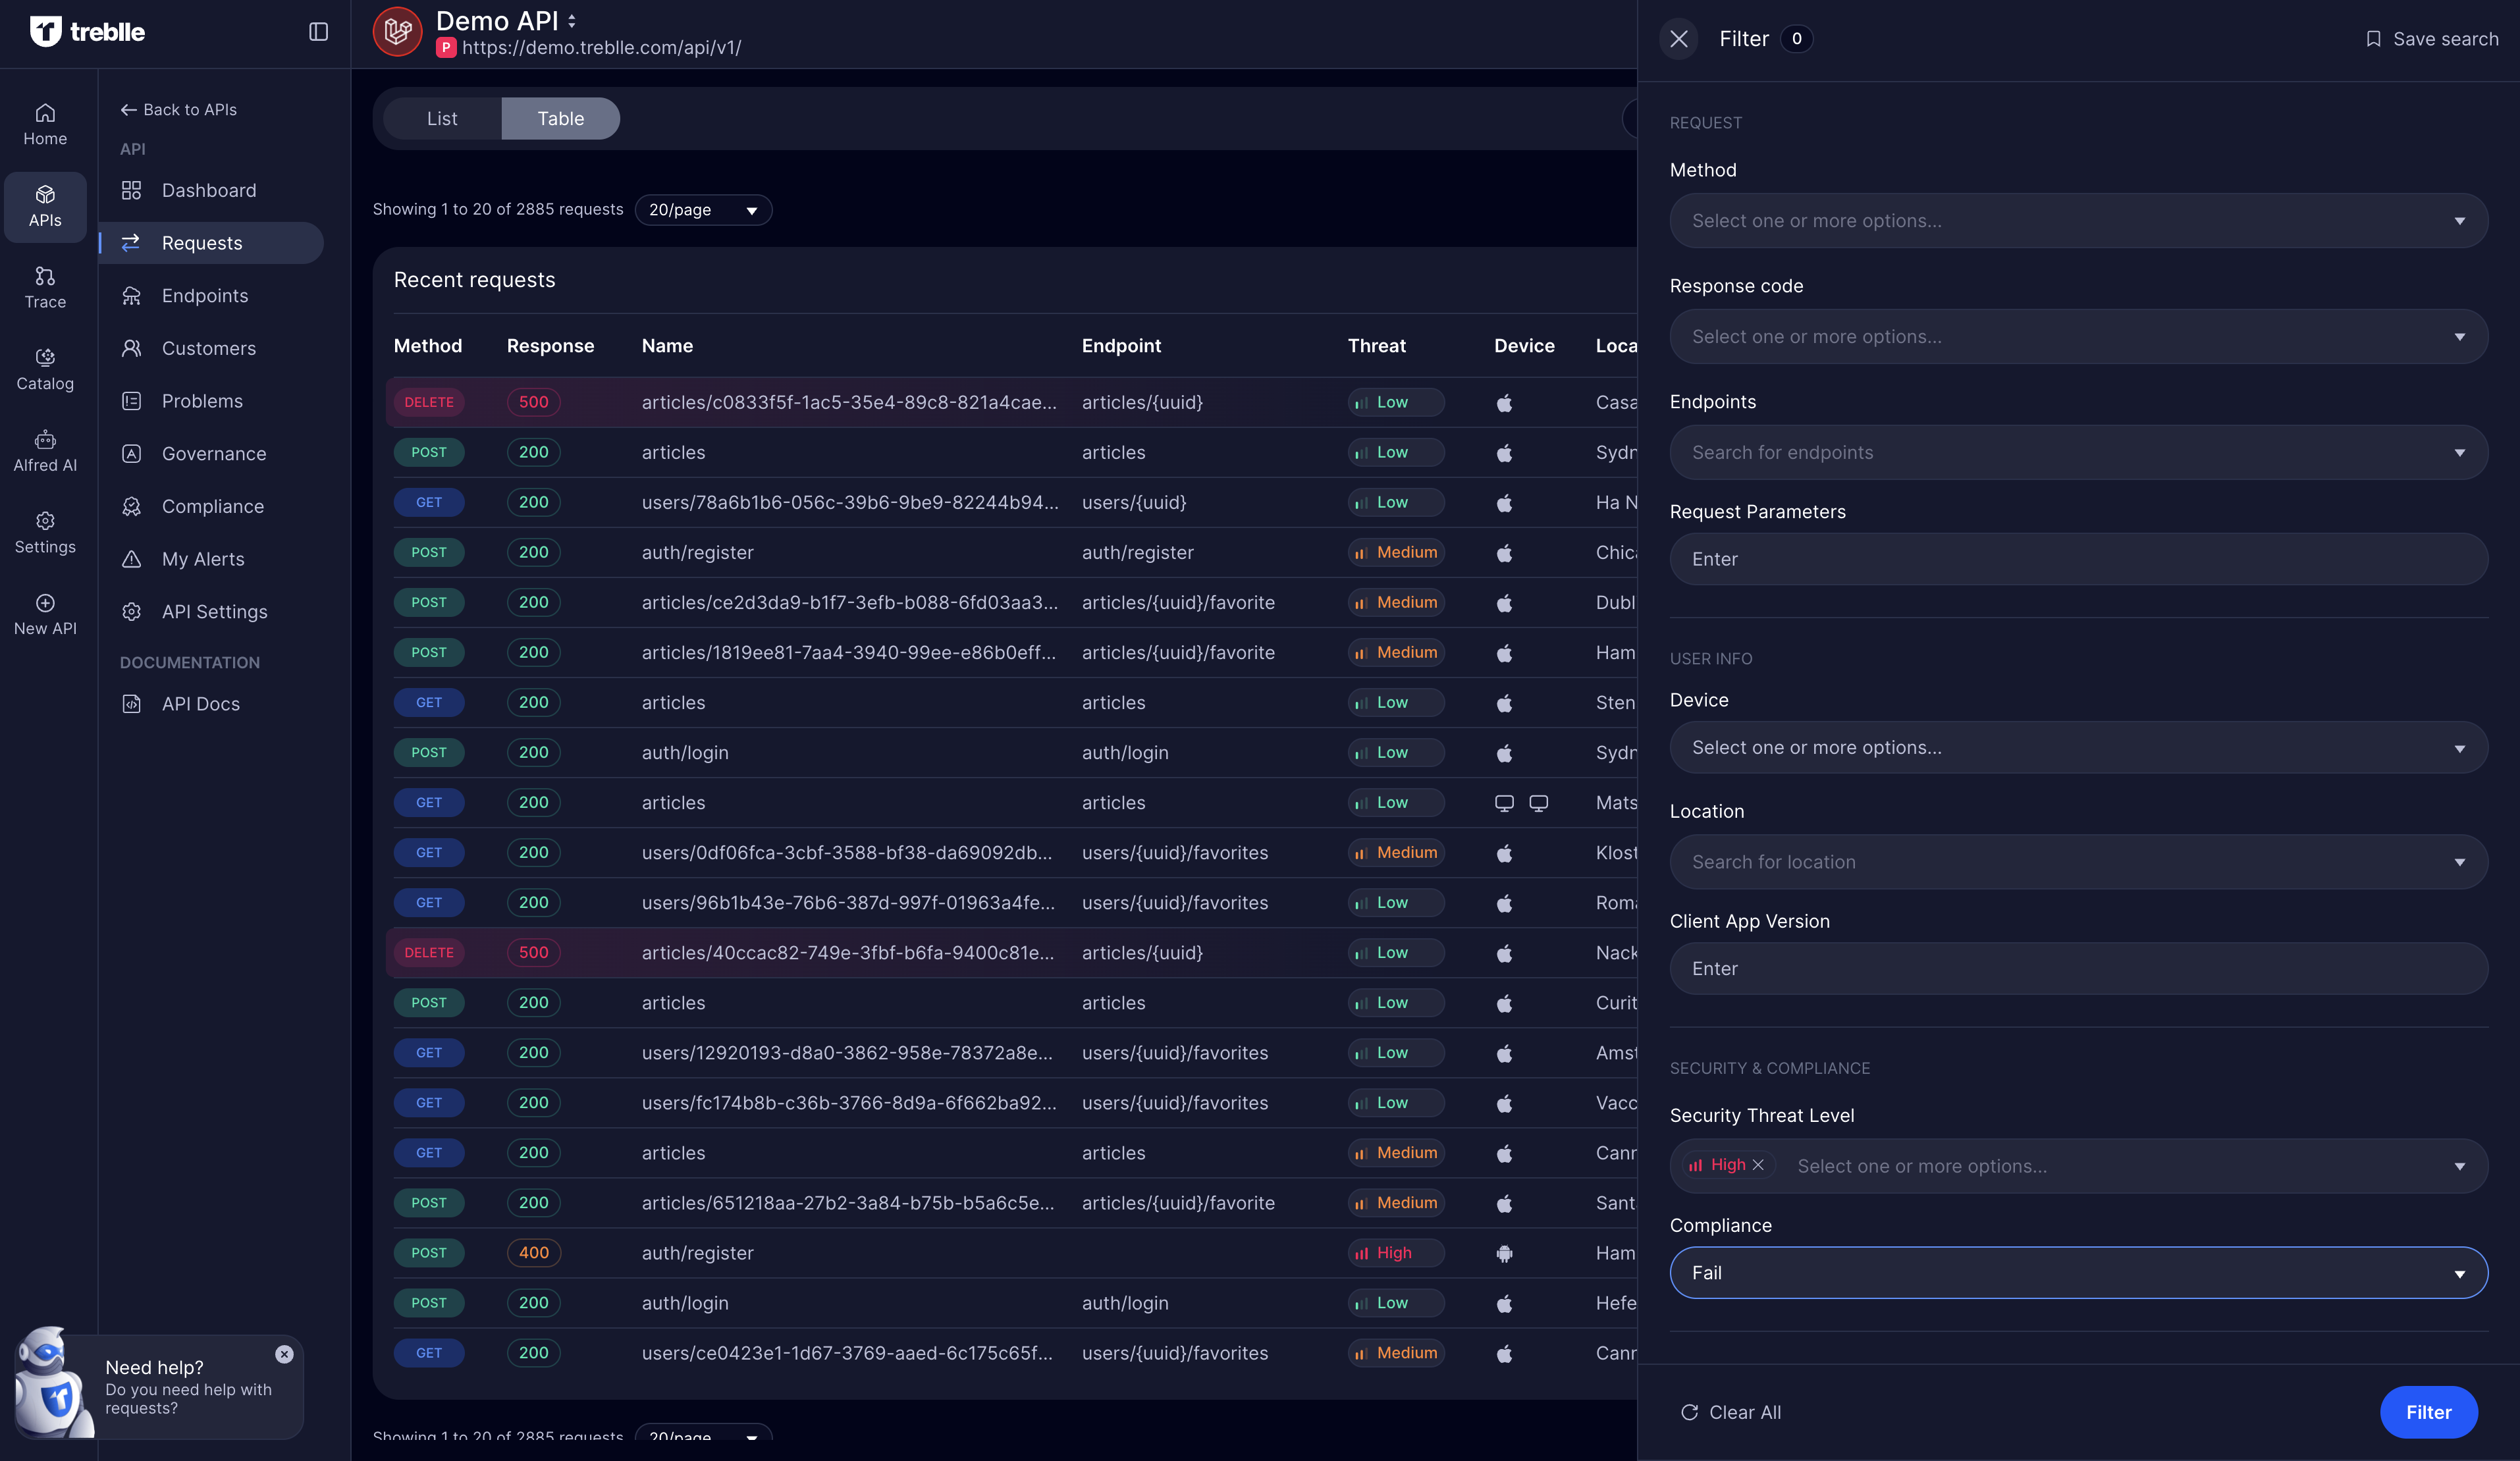 treblle
Home
APIs
Trace
Catalog
Alfred AI
Settings
New API
Back to APIs
API
Dashboard
Requests
Endpoints
Customers
Problems
Governance
Compliance
My Alerts
API Settings
DOCUMENTATION
API Docs
Need help?
Do you need help with
requests?
Demo API
P https://demo.treblle.com/api/v1/
List Table
Showing 1 to 20 of 2885 requests 20/page
Recent requests
Method Response Name Endpoint Threat Device Loca
DELETE 500 articles/c0833f5f-1ac5-35e4-89c8-821a4cae... articles/{uuid} Low Casa
POST 200 articles articles Low Sydn
GET 200 users/78a6b1b6-056c-39b6-9be9-82244b94... users/{uuid} Low Ha N
POST 200 auth/register auth/register Medium Chica
POST 200 articles/ce2d3da9-b1f7-3efb-b088-6fd03aa3... articles/{uuid}/favorite Medium Dubl
POST 200 articles/1819ee81-7aa4-3940-99ee-e86b0eff... articles/{uuid}/favorite Medium Ham
GET 200 articles articles Low Sten
POST 200 auth/login auth/login Low Sydn
GET 200 articles articles Low Mats
GET 200 users/0df06fca-3cbf-3588-bf38-da69092db... users/{uuid}/favorites Medium Klost
GET 200 users/96b1b43e-76b6-387d-997f-01963a4fe... users/{uuid}/favorites Low Roma
DELETE 500 articles/40ccac82-749e-3fbf-b6fa-9400c81e... articles/{uuid} Low Nack
POST 200 articles articles Low Curit
GET 200 users/12920193-d8a0-3862-958e-78372a8e... users/{uuid}/favorites Low Amst
GET 200 users/fc174b8b-c36b-3766-8d9a-6f662ba92... users/{uuid}/favorites Low Vacc
GET 200 articles articles Medium Canr
POST 200 articles/651218aa-27b2-3a84-b75b-b5a6c5e... articles/{uuid}/favorite Medium Sant
POST 400 auth/register High Ham
POST 200 auth/login auth/login Low Hefe
GET 200 users/ce0423e1-1d67-3769-aaed-6c175c65f... users/{uuid}/favorites Medium Canr
Showing 1 to 20 of 2885 requests 20/page
Filter 0 Save search
REQUEST
Method
Select one or more options...
Response code
Select one or more options...
Endpoints
Search for endpoints
Request Parameters
Enter
USER INFO
Device
Select one or more options...
Location
Search for location
Client App Version
Enter
SECURITY & COMPLIANCE
Security Threat Level
High Select one or more options...
Compliance
Fail
Clear All Filter